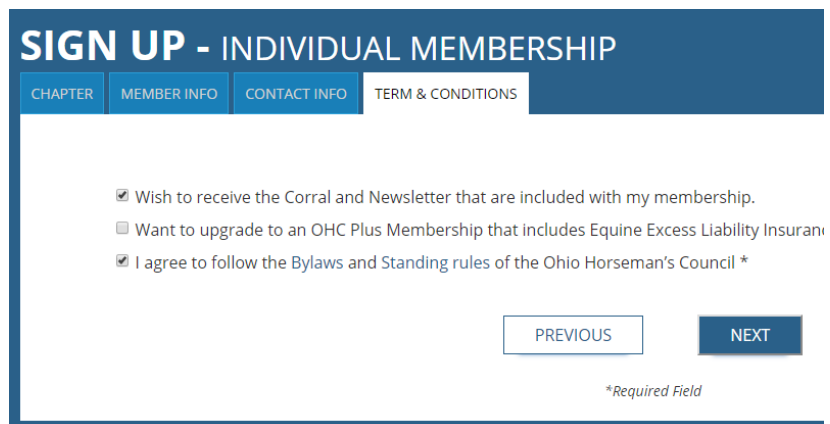 SIGN UP - INDIVIDUAL MEMBERSHIP
CHAPTER MEMBER INFO CONTACT INFO TERM & CONDITIONS
Wish to receive the Corral and Newsletter that are included with my membership.
Want to upgrade to an OHC Plus Membership that includes Equine Excess Liability
I agree to follow the Bylaws and Standing rules of the Ohio Horseman’s Council *
PREVIOUS NEXT
*Required Field